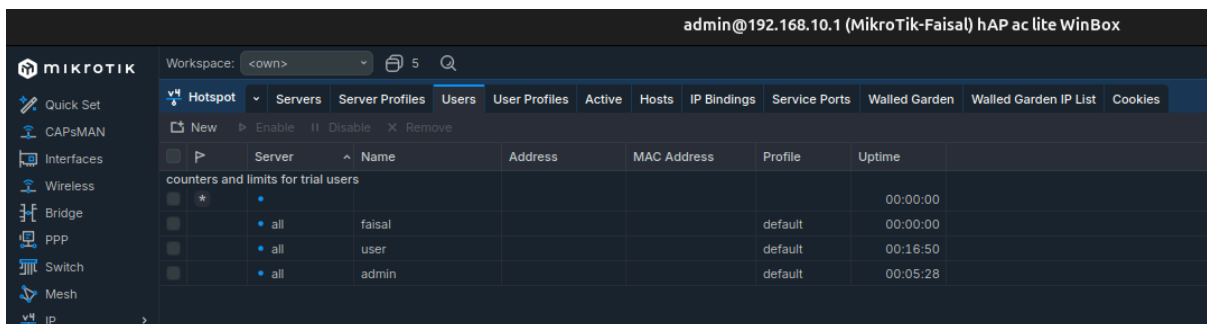 admin@192.168.10.1 (MikroTik-Faisal) hAP ac lite WinBox
MIKROTIK
Workspace: <own> 5
Quick Set
CAPsMAN
Interfaces
Wireless
Bridge
PPP
Switch
Mesh
IP
Hotspot Servers Server Profiles Users User Profiles Active Hosts IP Bindings Service Ports Walled Garden Walled Garden IP List Cookies
New Enable Disable Remove
Server Name Address MAC Address Profile Uptime
counters and limits for trial users
* 00:00:00
all faisal default 00:00:00
all user default 00:16:50
all admin default 00:05:28